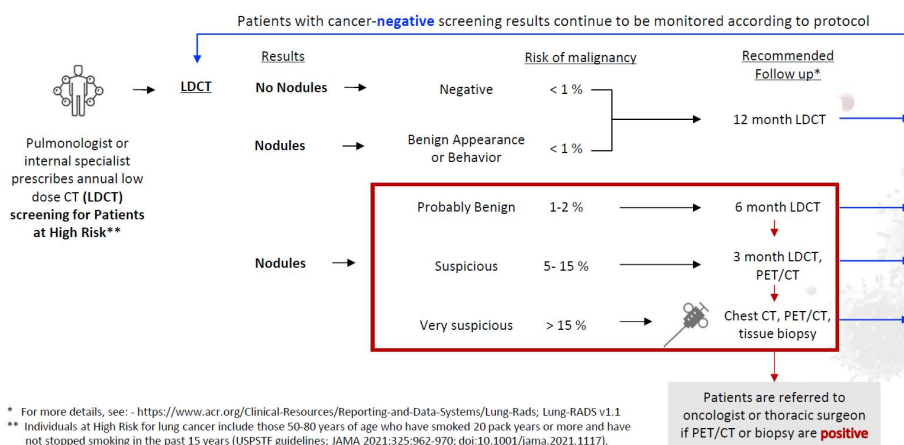 Patients with cancer-negative screening results continue to be monitored according to protocol
Results
Risk of malignancy
Recommended
Follow up*
LDCT
No Nodules
Negative
< 1 %
12 month LDCT
Nodules
Benign Appearance
or Behavior
< 1 %
Pulmonologist or
internal specialist
prescribes annual low
dose CT (LDCT)
screening for Patients
at High Risk**
Nodules
Probably Benign
1-2 %
6 month LDCT
Suspicious
5- 15 %
3 month LDCT,
PET/CT
Very suspicious
> 15 %
Chest CT, PET/CT,
tissue biopsy
Patients are referred to
oncologist or thoracic surgeon
if PET/CT or biopsy are positive
* For more details, see: - https://www.acr.org/Clinical-Resources/Reporting-and-Data-Systems/Lung-Rads; Lung-RADS v1.1
** Individuals at High Risk for lung cancer include those 50-80 years of age who have smoked 20 pack years or more and have
not stopped smoking in the past 15 years (USPSTF guidelines; JAMA 2021;325:962-970; doi:10.1001/jama.2021.1117).